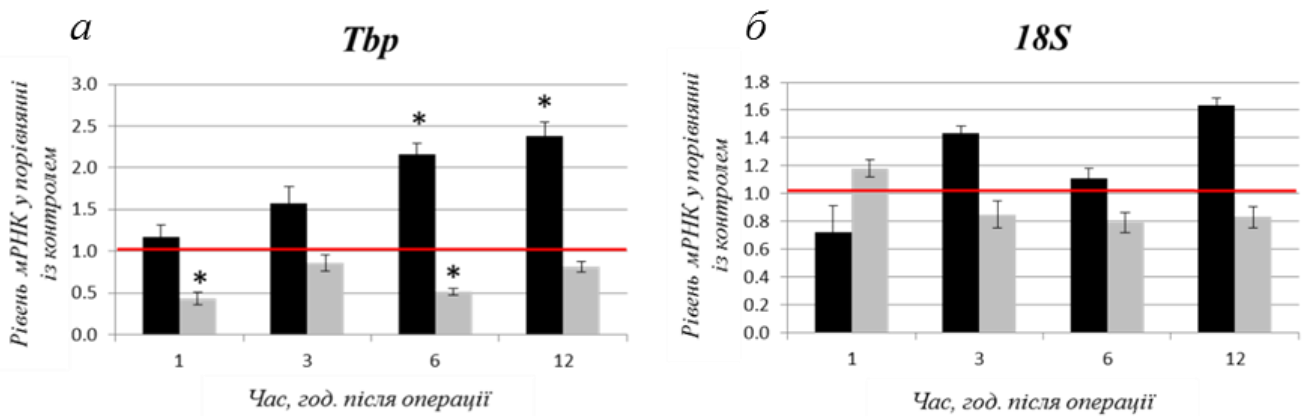 а
Tbp
Рівень мРНК у порівнянні
із контролем
3.0
2.5
2.0
1.5
1.0
0.5
0.0
*
*
*
*
1
3
6
12
Час, год. після операції
б
18S
Рівень мРНК у порівнянні
із контролем
1.8
1.6
1.4
1.2
1.0
0.8
0.6
0.4
0.2
0.0
1
3
6
12
Час, год. після операції